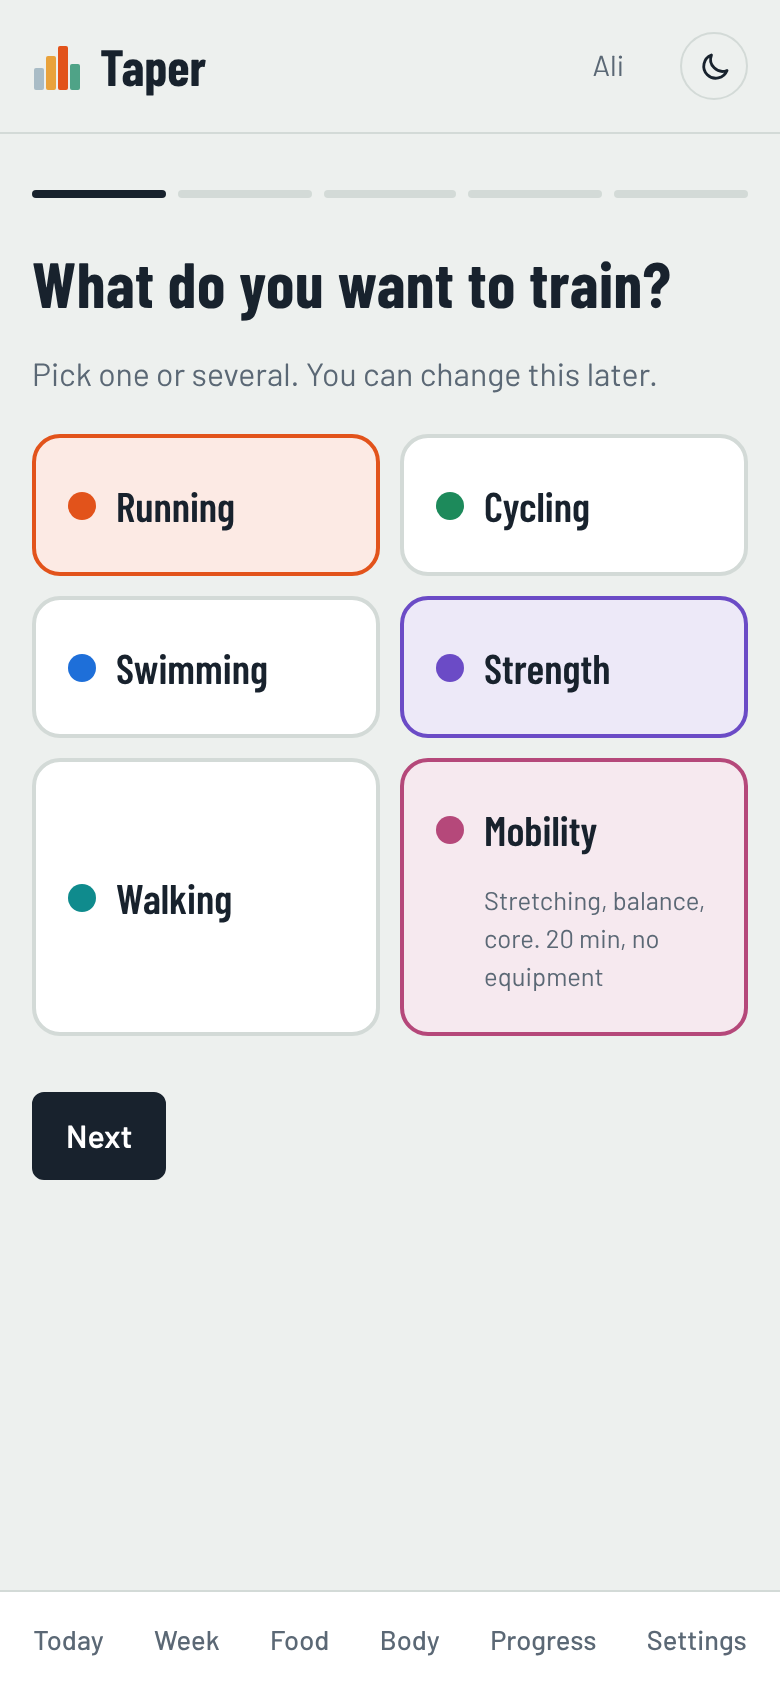 Taper
Ali
What do you want to train?
Pick one or several. You can change this later.
Running
Cycling
Swimming
Strength
Walking
Mobility
Stretching, balance,
core. 20 min, no
equipment
Next
Today Week Food Body Progress Settings